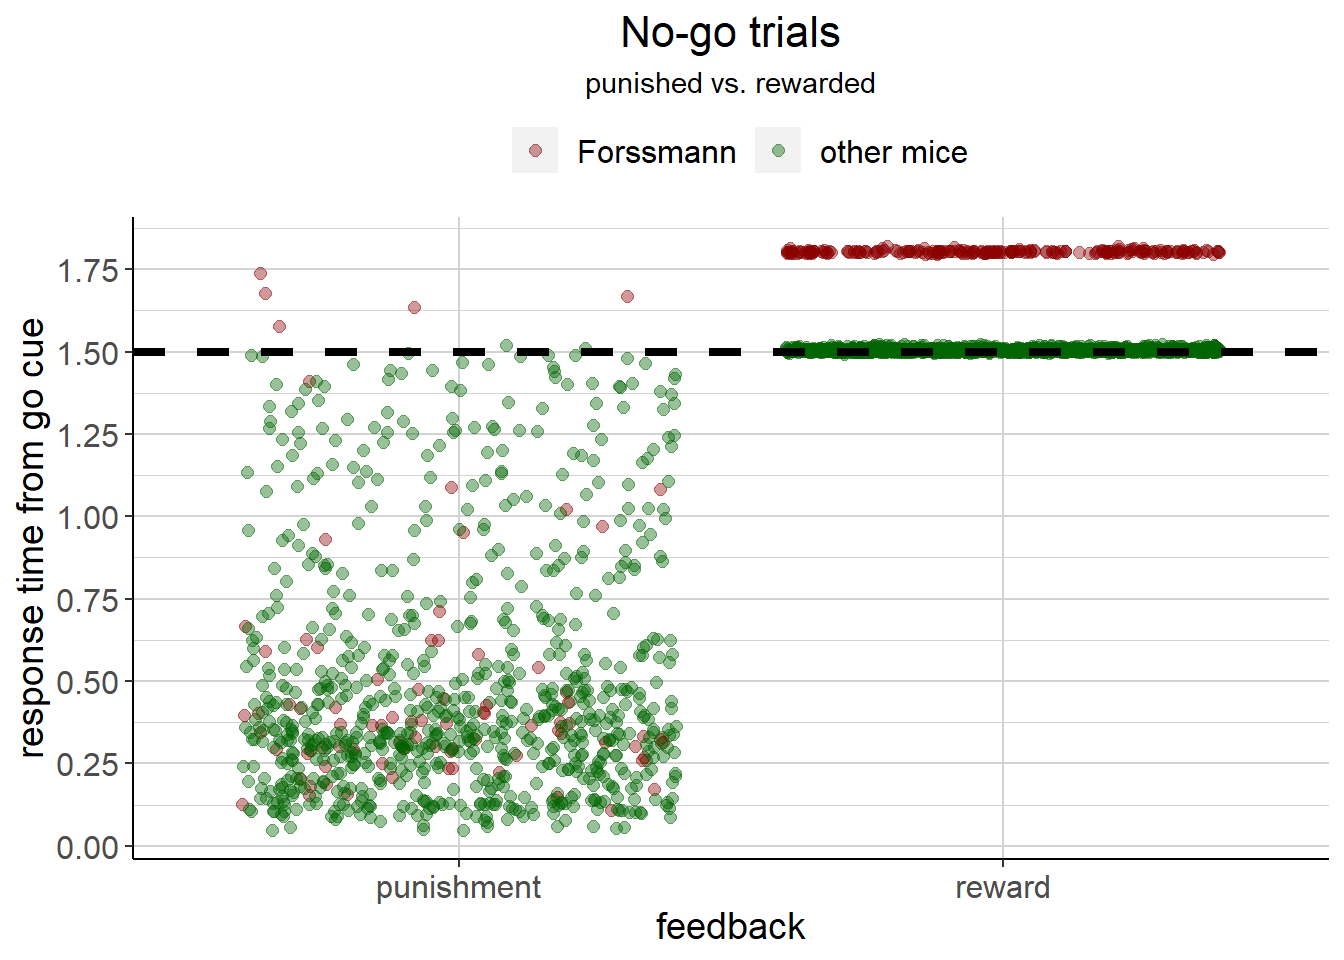 No-go trials
punished vs. rewarded
Forssmann other mice
response time from go cue
1.75
1.50
1.25
1.00
0.75
0.50
0.25
0.00
punishment reward
feedback